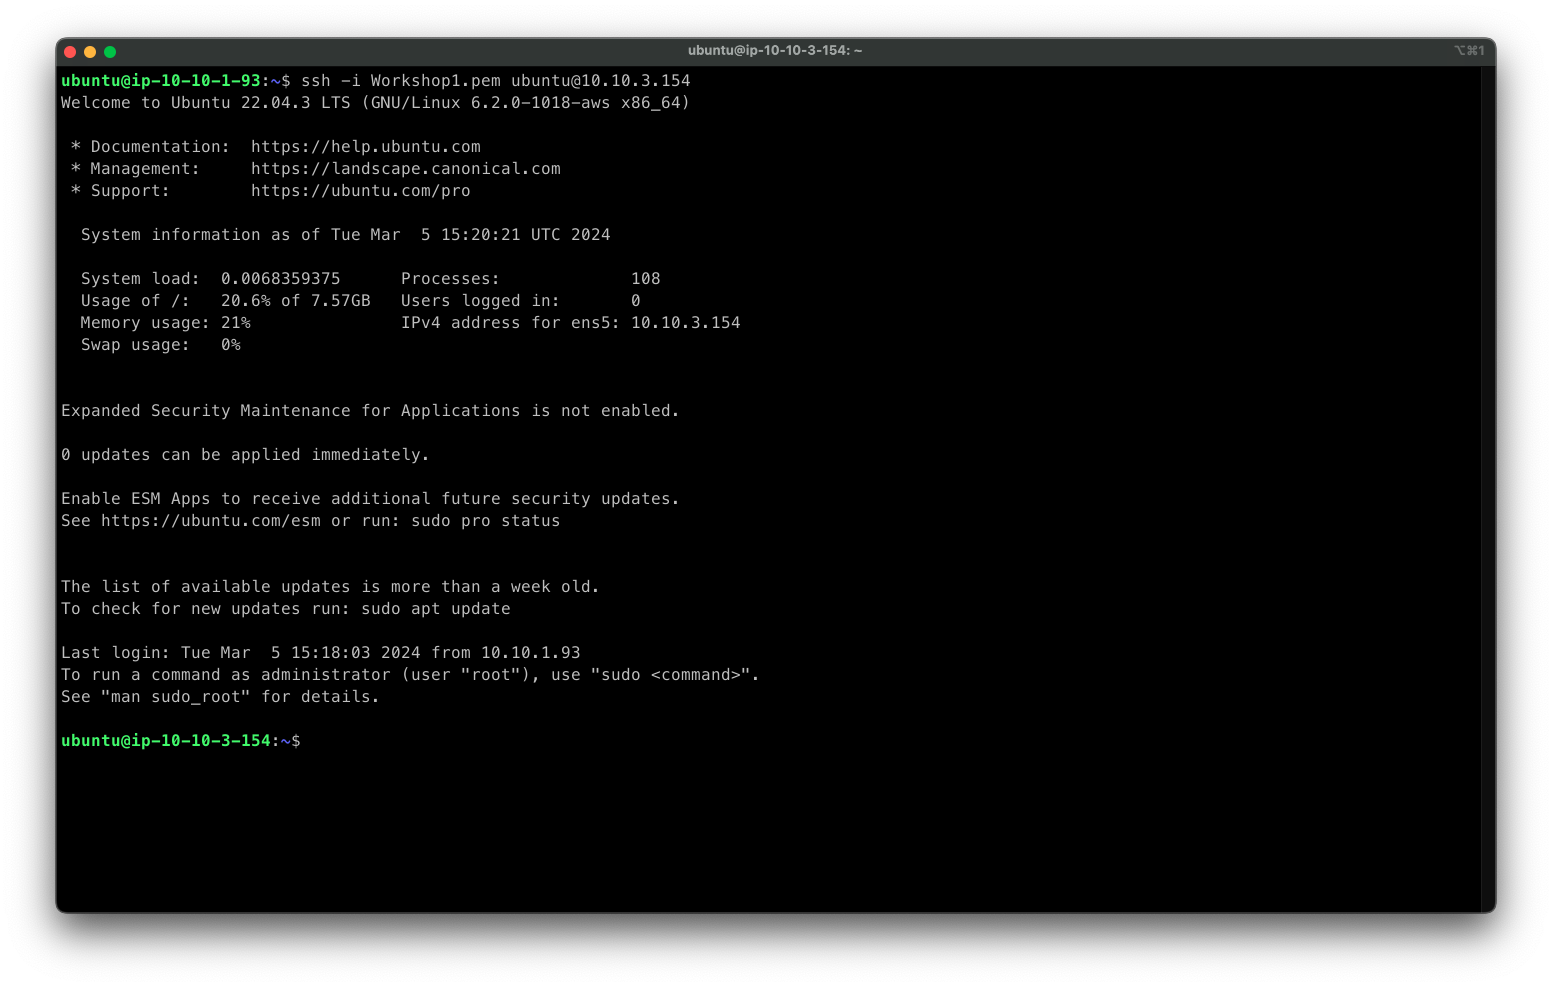 ubuntu@ip-10-10-3-154: ~
⌥⌘1
ubuntu@ip-10-10-1-93:~$ ssh -i Workshop1.pem ubuntu@10.10.3.154
Welcome to Ubuntu 22.04.3 LTS (GNU/Linux 6.2.0-1018-aws x86_64)

 * Documentation:  https://help.ubuntu.com
 * Management:     https://landscape.canonical.com
 * Support:        https://ubuntu.com/pro

  System information as of Tue Mar  5 15:20:21 UTC 2024

  System load:  0.0068359375      Processes:             108
  Usage of /:   20.6% of 7.57GB   Users logged in:       0
  Memory usage: 21%               IPv4 address for ens5: 10.10.3.154
  Swap usage:   0%

Expanded Security Maintenance for Applications is not enabled.

0 updates can be applied immediately.

Enable ESM Apps to receive additional future security updates.
See https://ubuntu.com/esm or run: sudo pro status

The list of available updates is more than a week old.
To check for new updates run: sudo apt update

Last login: Tue Mar  5 15:18:03 2024 from 10.10.1.93
To run a command as administrator (user "root"), use "sudo <command>".
See "man sudo_root" for details.

ubuntu@ip-10-10-3-154:~$